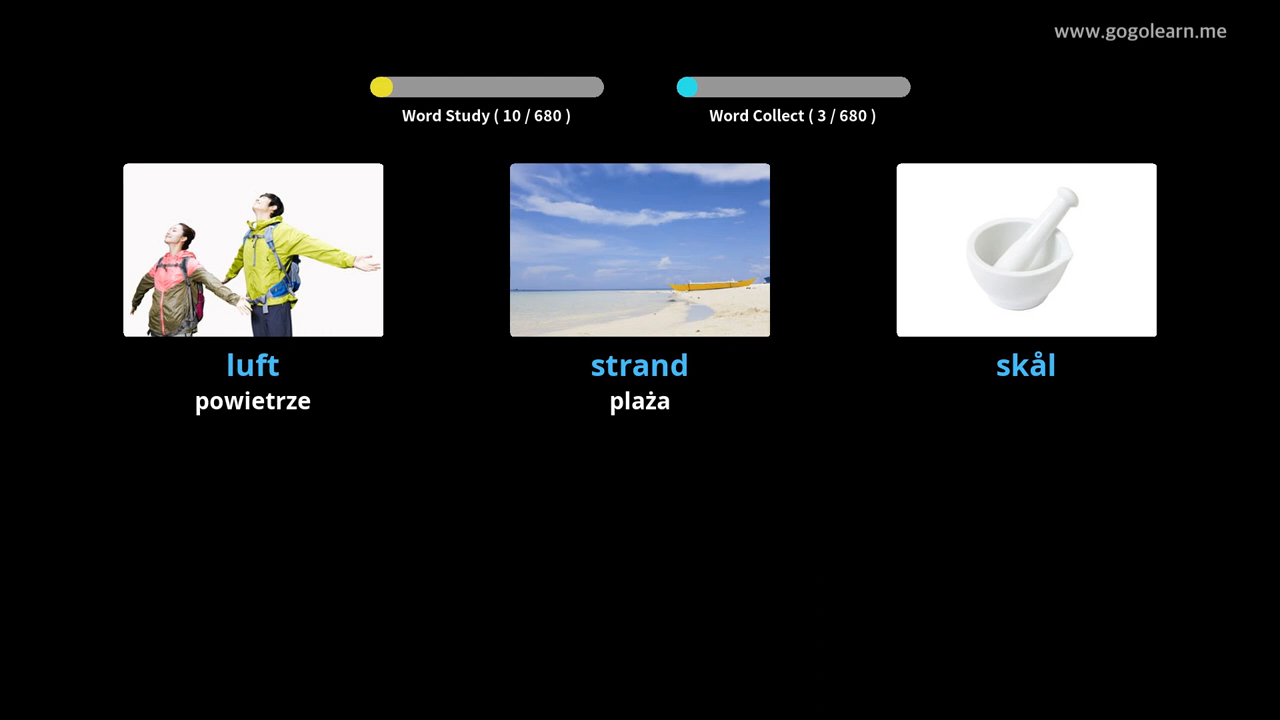 www.gogolearn.me
Word Study ( 10 / 680 )
Word Collect ( 3 / 680 )
luft
powietrze
strand
plaża
skål